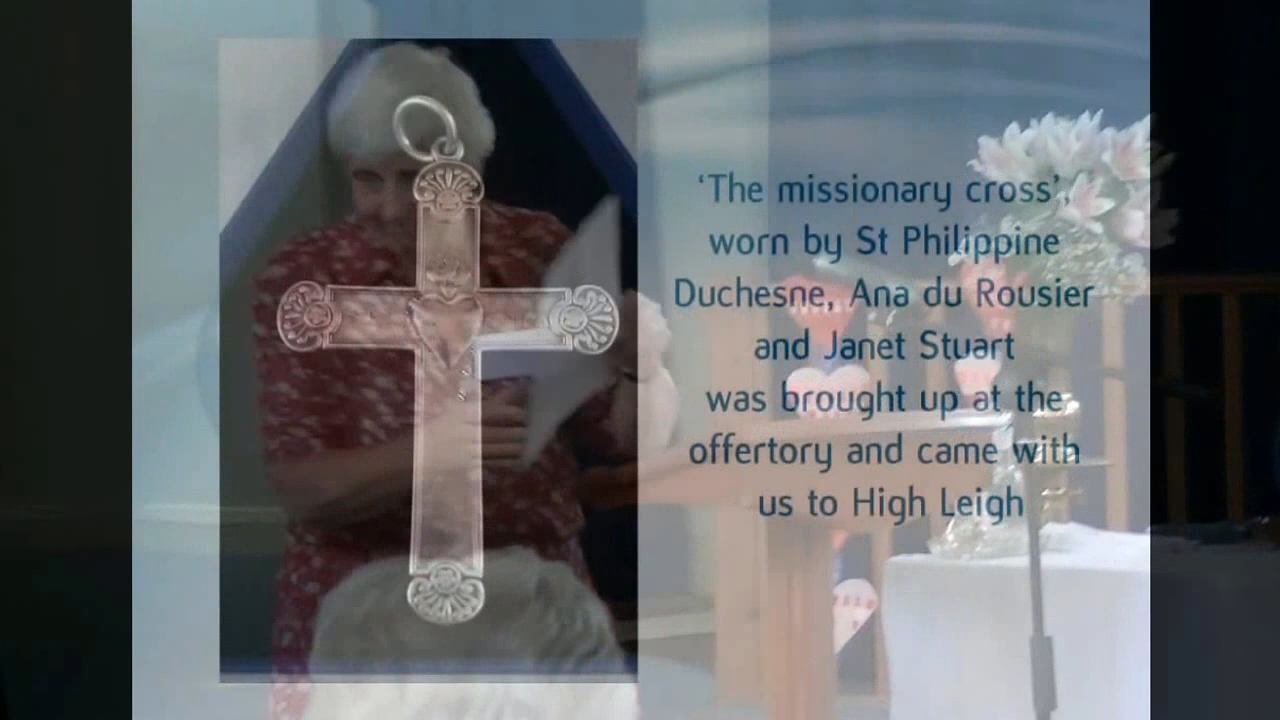 ‘The missionary cross’,
worn by St Philippine
Duchesne, Ana du Rousier
and Janet Stuart
was brought up at the
offertory and came with
us to High Leigh